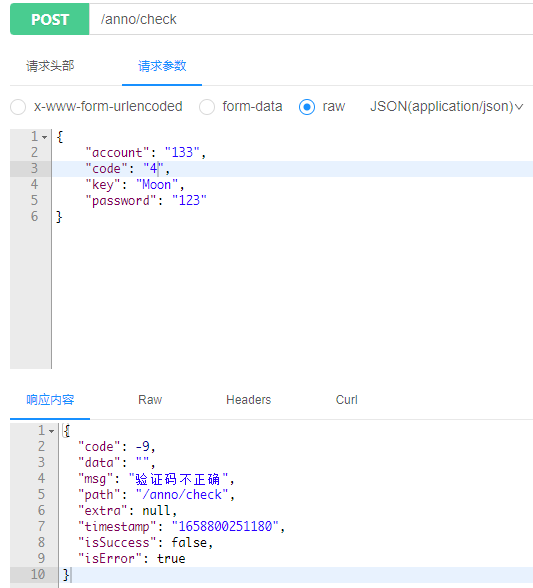 POST /anno/check
请求头部 请求参数
x-www-form-urlencoded form-data raw JSON(application/json)
1 {
2 "account": "133",
3 "code": "4",
4 "key": "Moon",
5 "password": "123"
6 }
响应内容 Raw Headers Curl
1 {
2 "code": -9,
3 "data": "",
4 "msg": "验证码不正确",
5 "path": "/anno/check",
6 "extra": null,
7 "timestamp": "1658800251180",
8 "isSuccess": false,
9 "isError": true
10 }